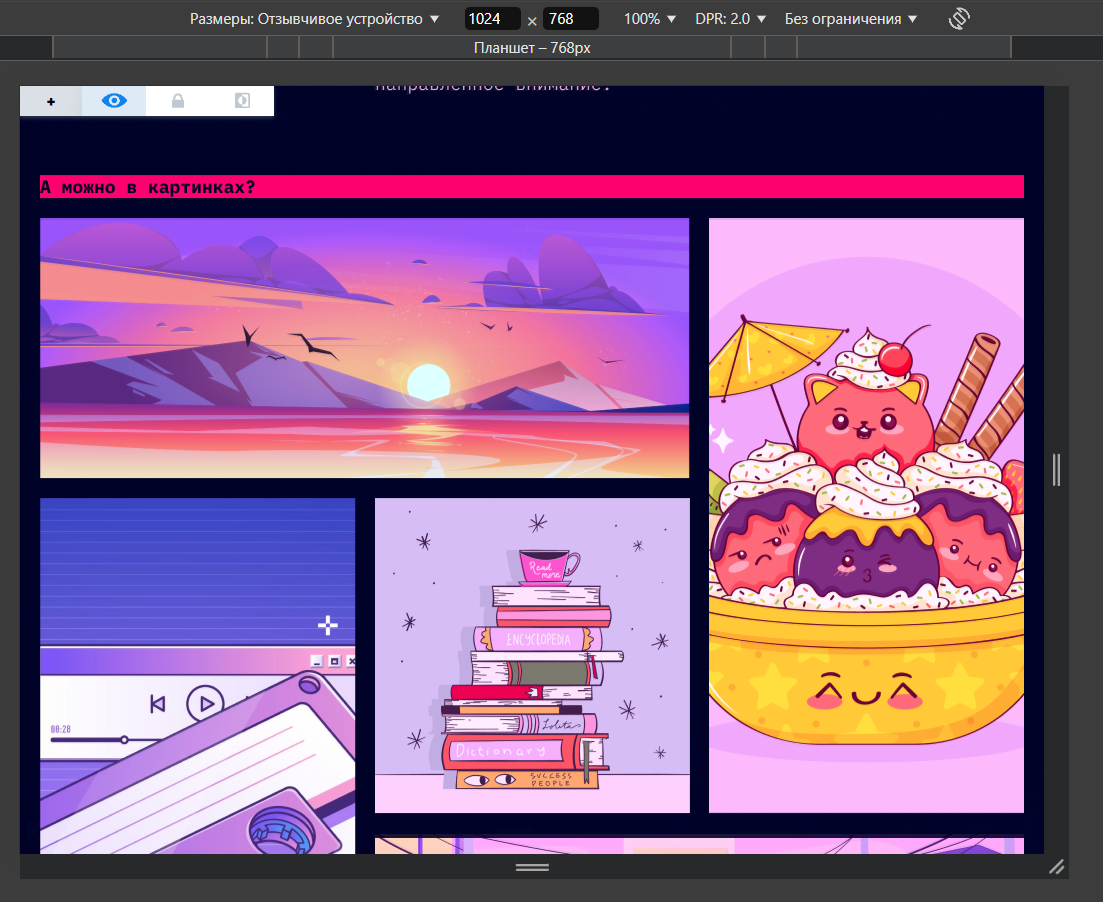 Размеры: Отзывчивое устройство ▼ 1024 × 768 100% ▼ DPR: 2.0 ▼ Без ограничения ▼
Планшет – 768px
+
направленное внимание.
А можно в картинках?
Read
more
ENCYCLOPEDIA
00:28
Lolita
Dictionary
SUCCESS
PEOPLE